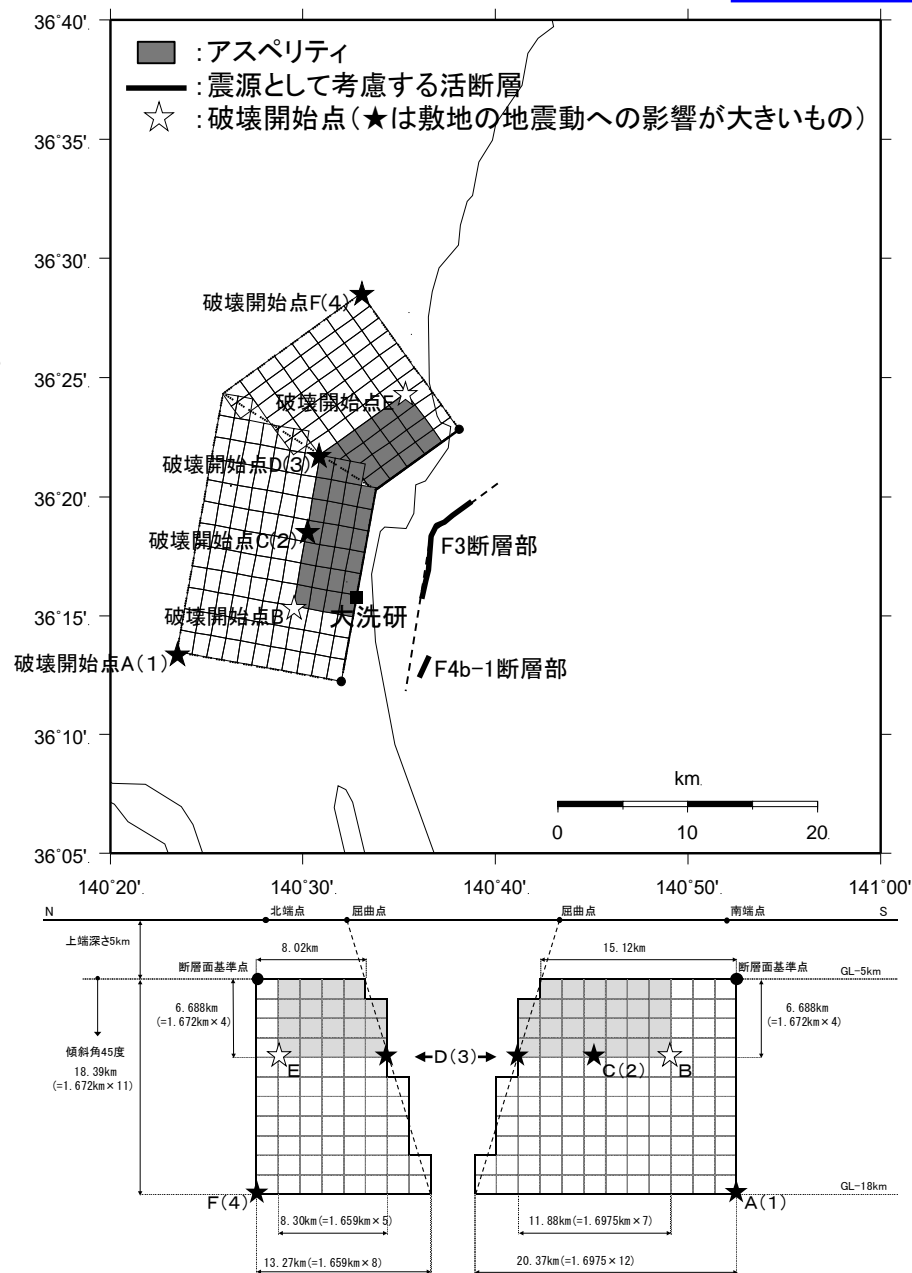 ：アスペリティ
：震源として考慮する活断層
：破壊開始点（★は敷地の地震動への影響が大きいもの）
36°40'.
36°35'.
36°30'.
36°25'.
36°20'.
36°15'.
36°10'.
36°05'.
破壊開始点F(4)
破壊開始点E
破壊開始点D(3)
破壊開始点C(2)
破壊開始点B
破壊開始点A(1)
大洗研
F3断層部
F4b-1断層部
km.
0 10 20.
140°20'. 140°30'. 140°40'. 140°50'. 141°00'
N 北端点 屈曲点 屈曲点 南端点 S
上端深さ5km
8.02km 15.12km
断層面基準点 断層面基準点 GL-5km
6.688km
(=1.672km×4)
6.688km
(=1.672km×4)
傾斜角45度
18.39km
(=1.672km×11)
E D(3) C(2) B
F(4) A(1) GL-18km
8.30km(=1.659km×5) 11.88km(=1.6975km×7)
13.27km(=1.659km×8) 20.37km(=1.6975×12)